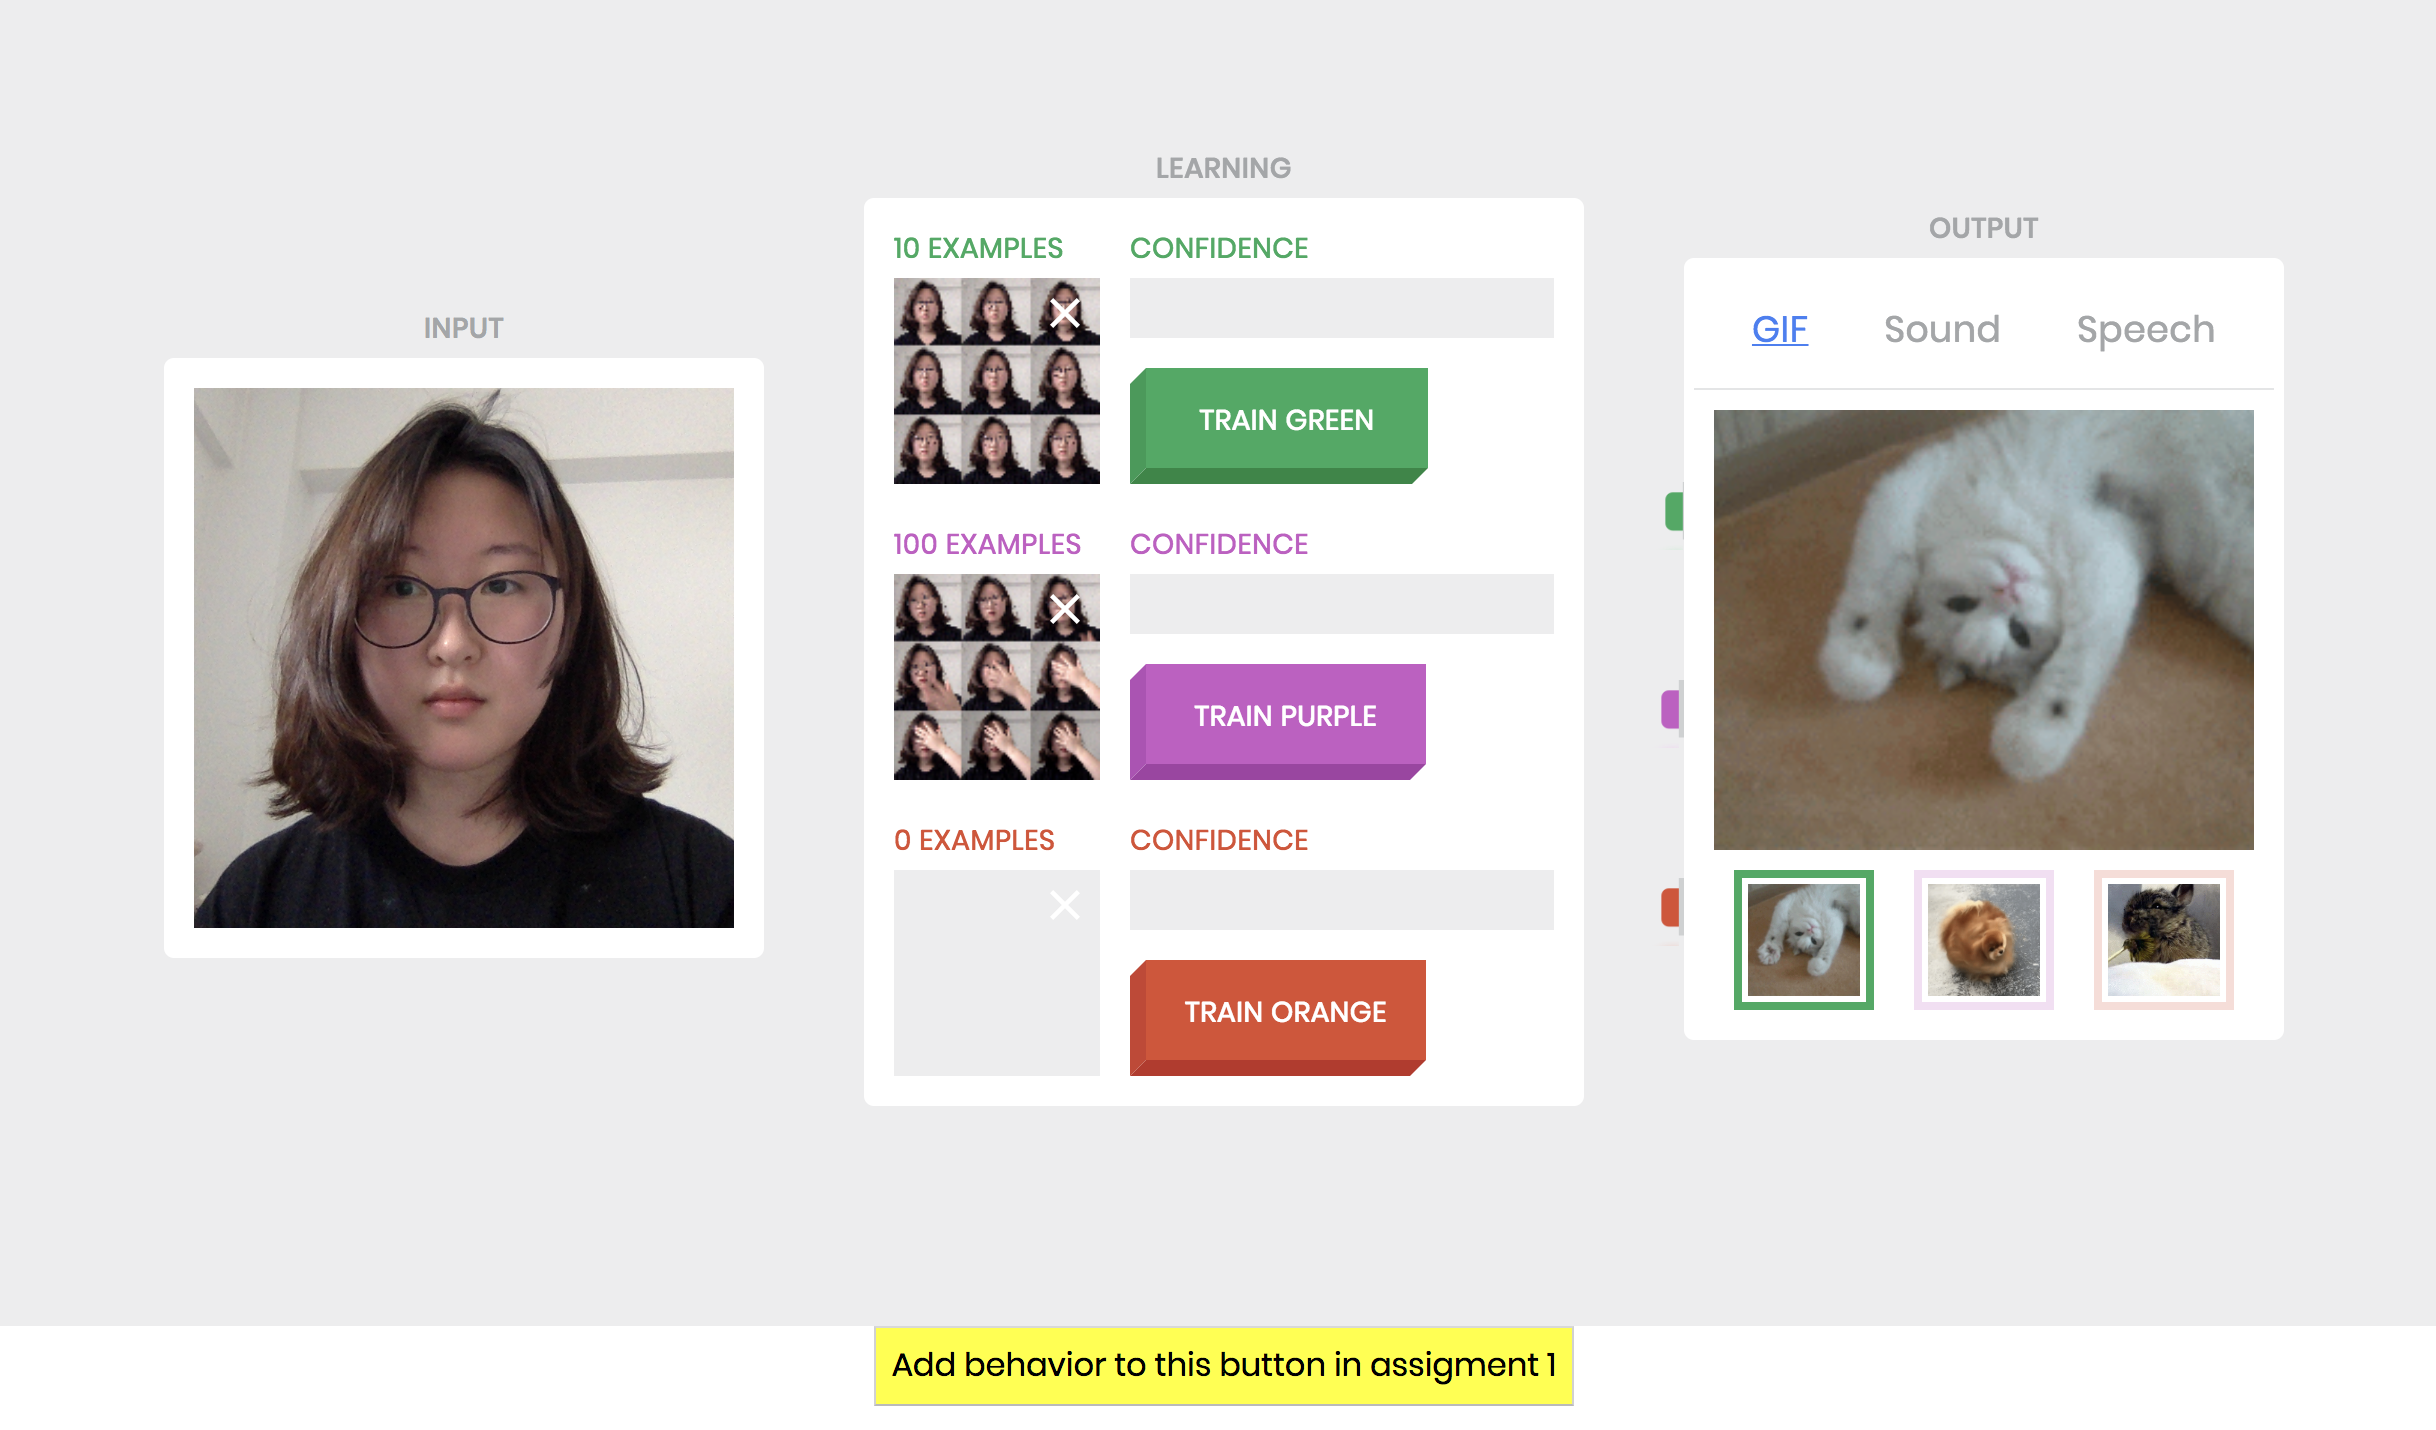 INPUT
LEARNING
10 EXAMPLES
CONFIDENCE
TRAIN GREEN
100 EXAMPLES
CONFIDENCE
TRAIN PURPLE
0 EXAMPLES
CONFIDENCE
TRAIN ORANGE
OUTPUT
GIF
Sound
Speech
Add behavior to this button in assigment 1